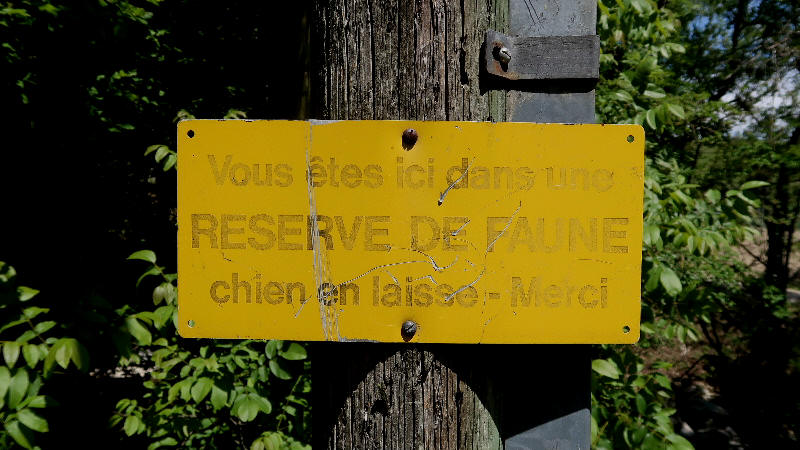 Vous êtes ici dans une
RESERVE DE FAUNE
chien en laisse - Merci